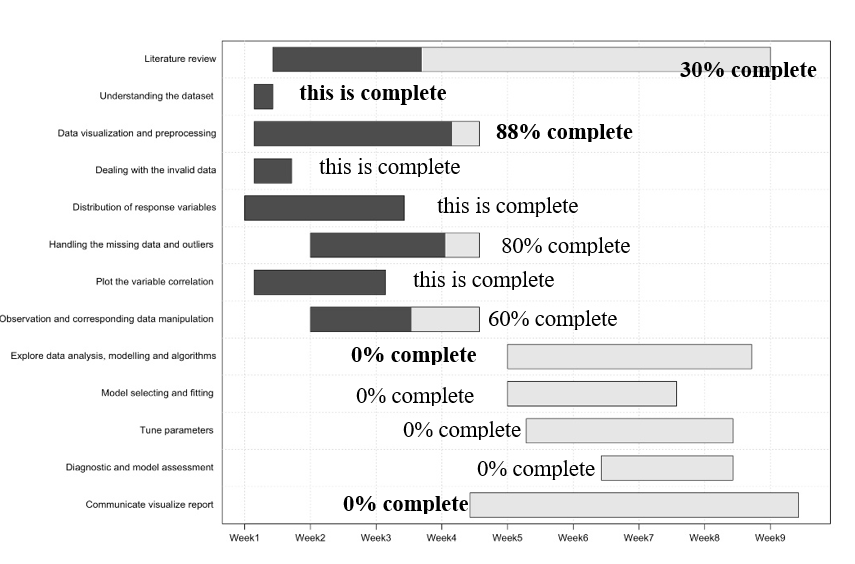 Literature review
30% complete
Understanding the dataset
this is complete
Data visualization and preprocessing
88% complete
Dealing with the invalid data
this is complete
Distribution of response variables
this is complete
Handling the missing data and outliers
80% complete
Plot the variable correlation
this is complete
Observation and corresponding data manipulation
60% complete
Explore data analysis, modelling and algorithms
0% complete
Model selecting and fitting
0% complete
Tune parameters
0% complete
Diagnostic and model assessment
0% complete
Communicate visualize report
0% complete
Week1 Week2 Week3 Week4 Week5 Week6 Week7 Week8 Week9